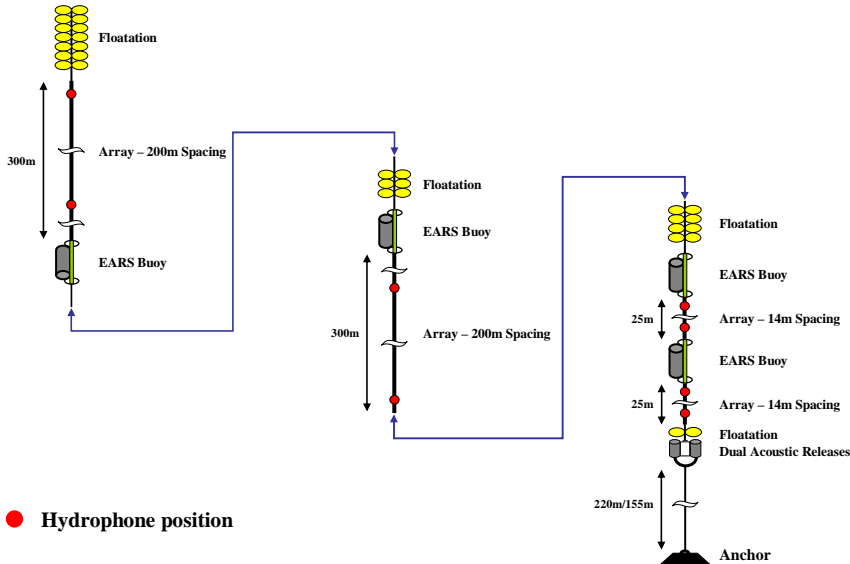 Floatation
300m
Array – 200m Spacing
EARS Buoy
Floatation
EARS Buoy
300m
Array – 200m Spacing
Floatation
EARS Buoy
25m
Array – 14m Spacing
EARS Buoy
25m
Array – 14m Spacing
Floatation
Dual Acoustic Releases
220m/155m
Anchor
Hydrophone position